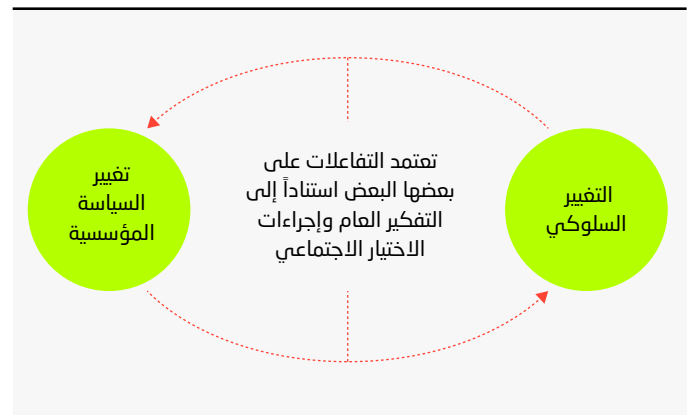 التغيير
السلوكي
تعتمد التفاعلات على
بعضها البعض استناداً إلى
التفكير العام وإجراءات
الاختيار الاجتماعي
تغيير
السياسة
المؤسسية